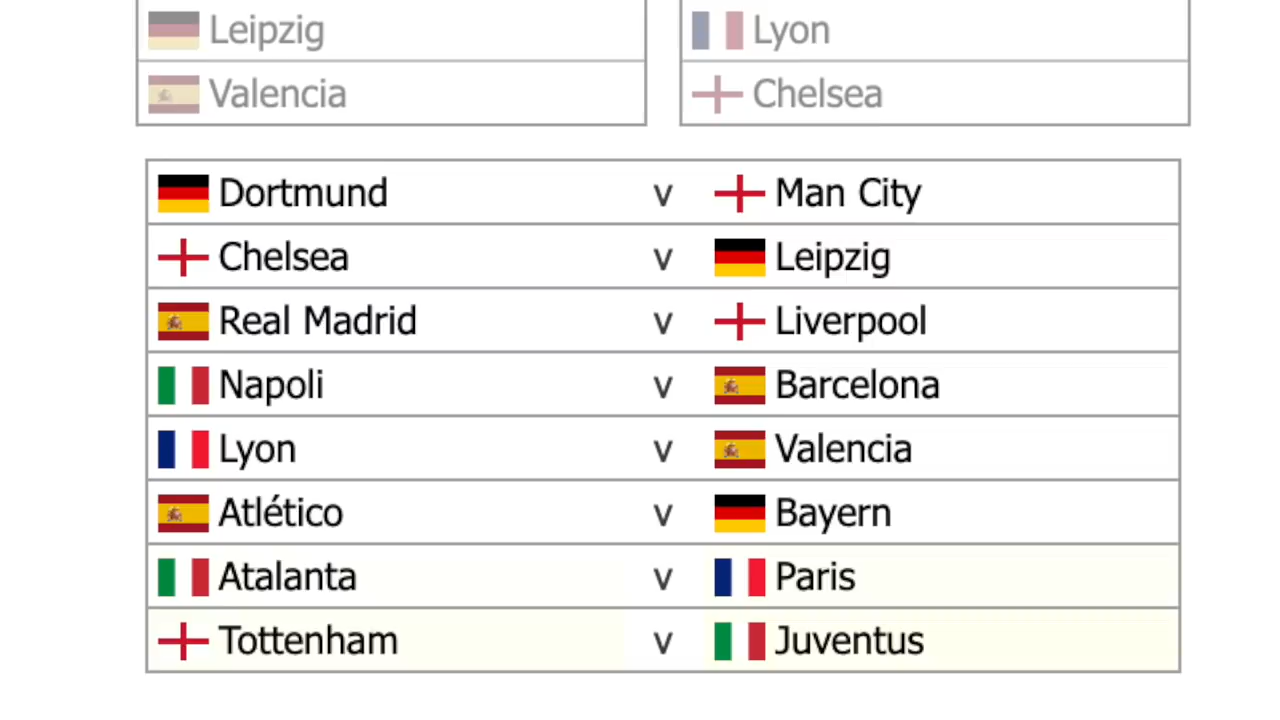 Leipzig Lyon
Valencia Chelsea
Dortmund v Man City
Chelsea v Leipzig
Real Madrid v Liverpool
Napoli v Barcelona
Lyon v Valencia
Atlético v Bayern
Atalanta v Paris
Tottenham v Juventus